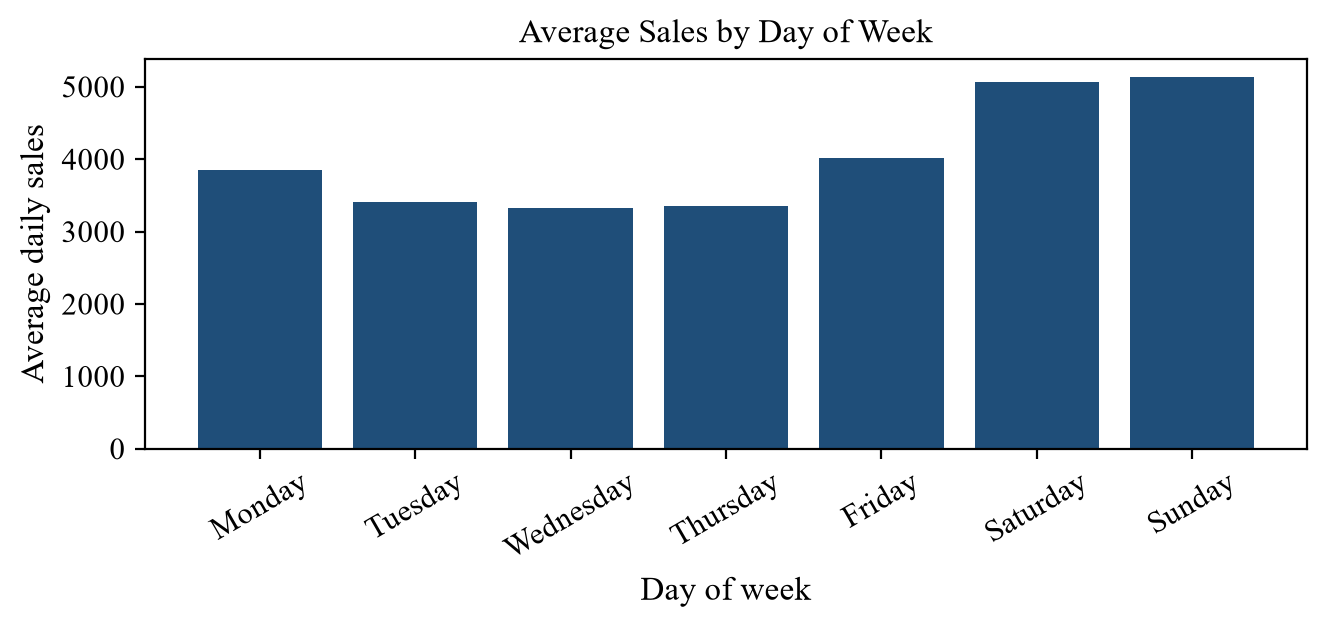 Average Sales by Day of Week
Average daily sales
5000
4000
3000
2000
1000
0
Monday
Tuesday
Wednesday
Thursday
Friday
Saturday
Sunday
Day of week